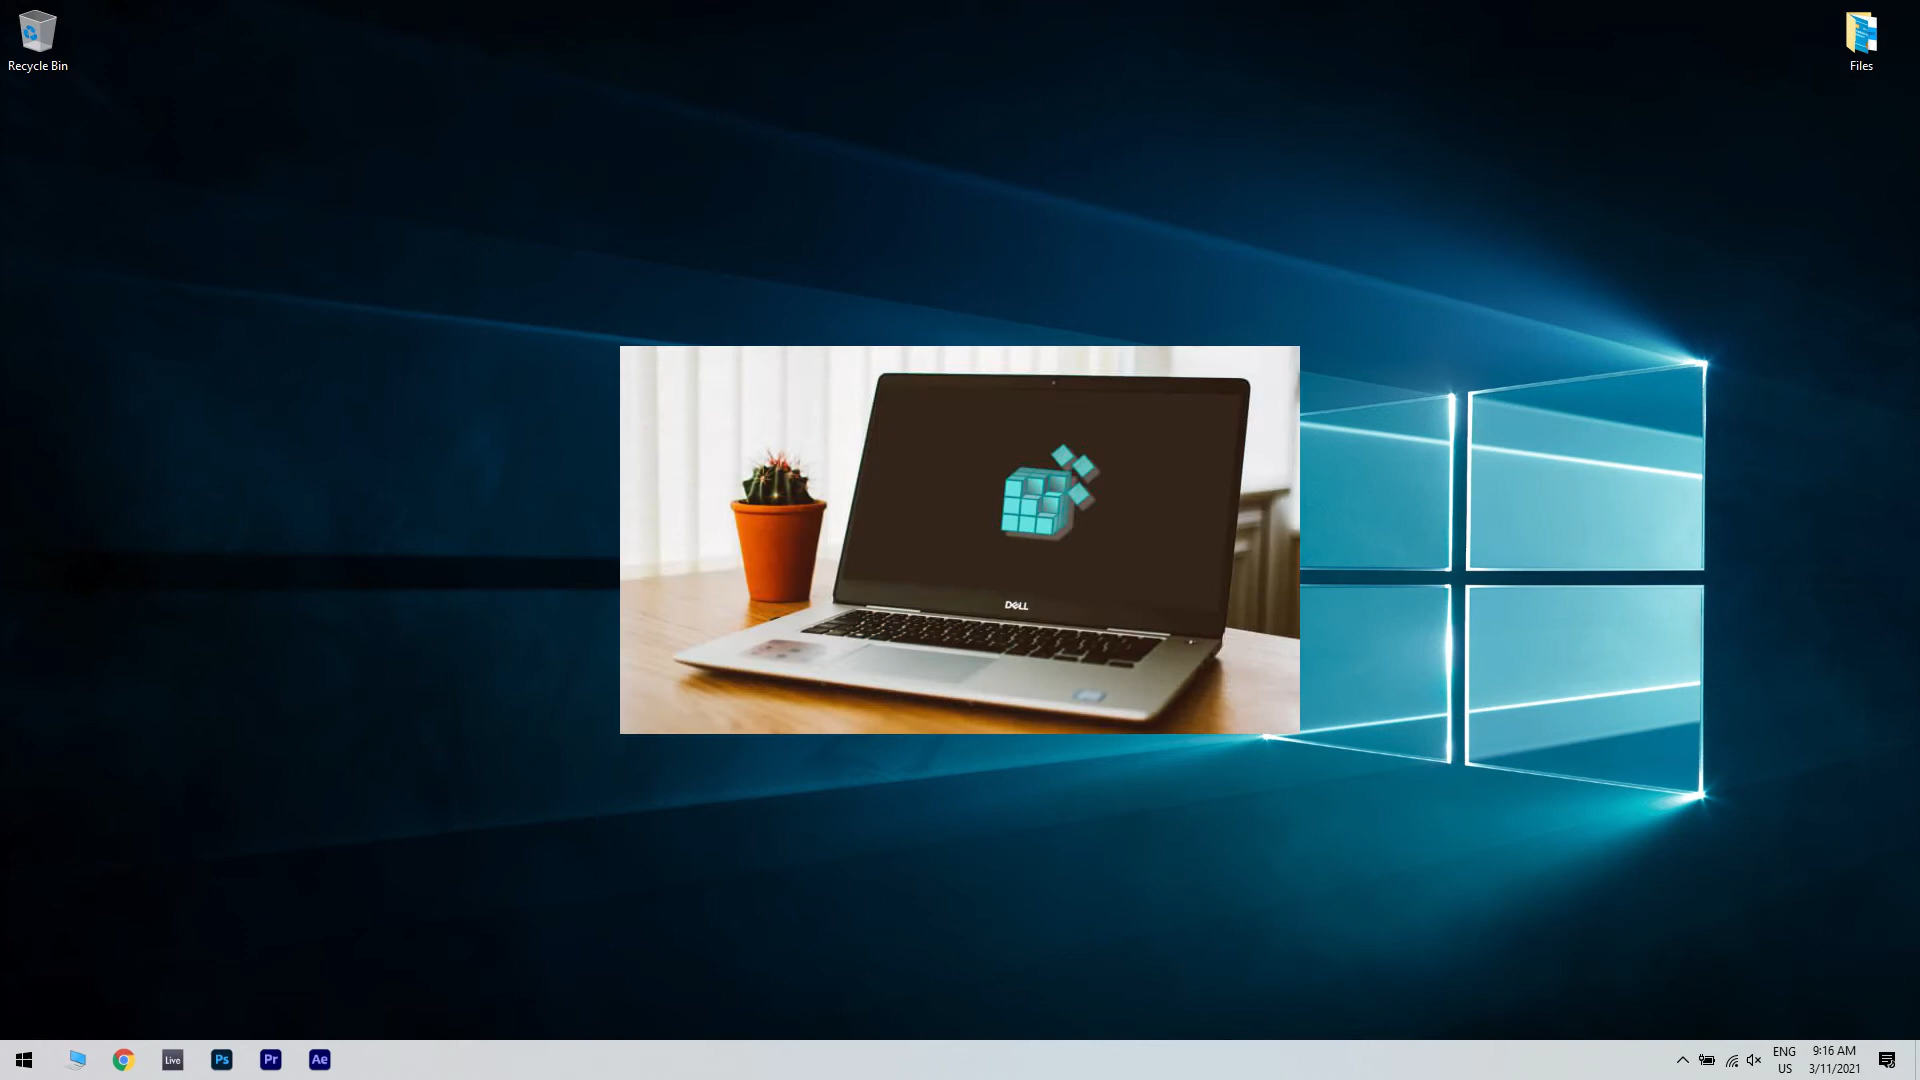 Recycle Bin
Files
DELL
Live
Ps
Pr
Ae
ENG
US
9:16 AM
3/11/2021